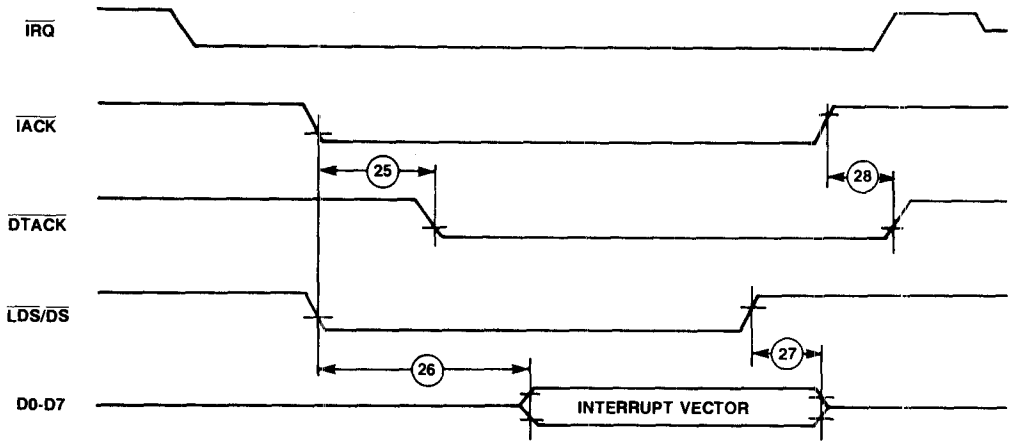 IRQ
IACK
25
28
DTACK
LDS/DS
27
26
D0-D7
INTERRUPT VECTOR